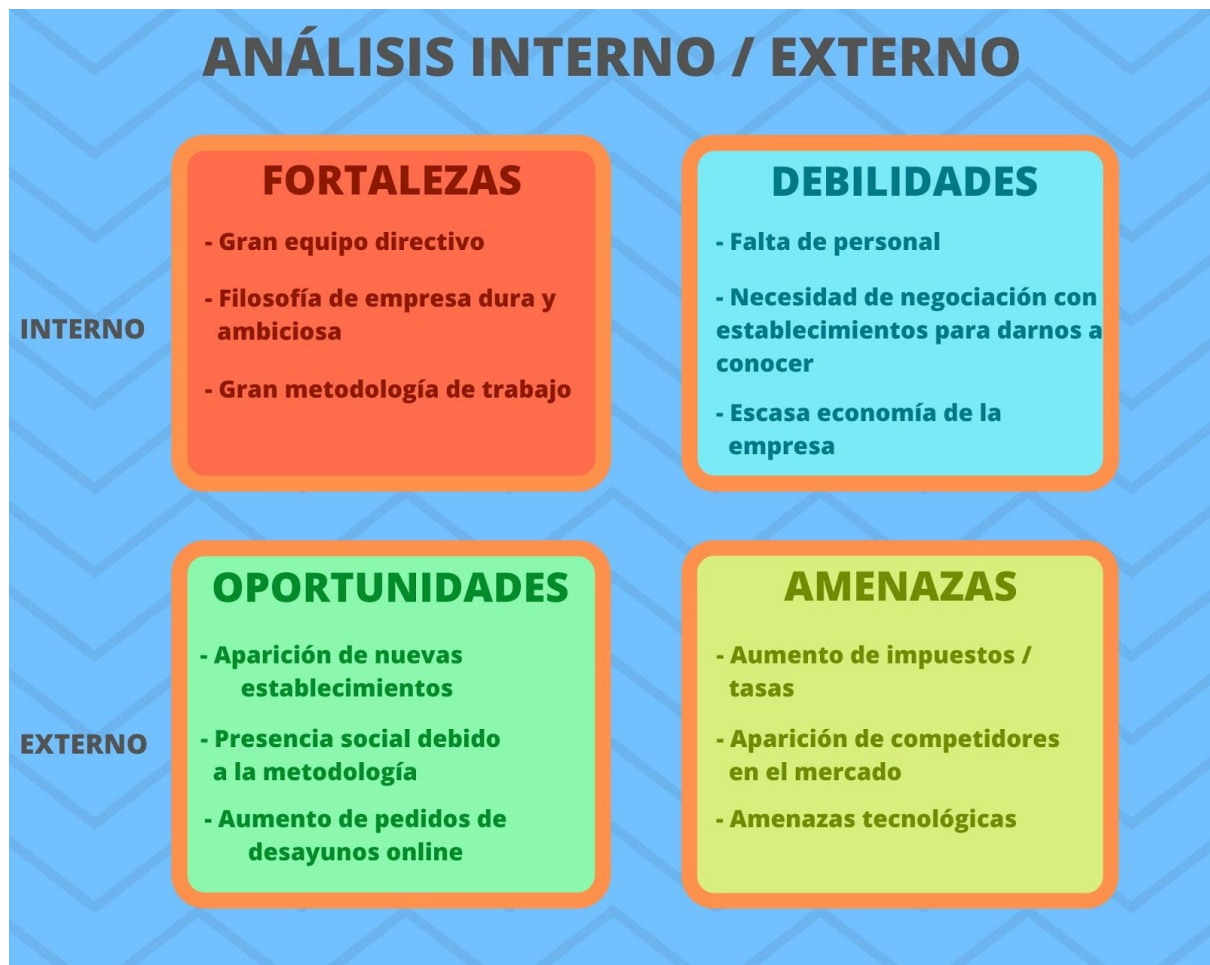 ANÁLISIS INTERNO / EXTERNO
INTERNO
FORTALEZAS
- Gran equipo directivo
- Filosofía de empresa dura y
ambiciosa
- Gran metodología de trabajo
DEBILIDADES
- Falta de personal
- Necesidad de negociación con
establecimientos para darnos a
conocer
- Escasa economía de la
empresa
EXTERNO
OPORTUNIDADES
- Aparición de nuevas
establecimientos
- Presencia social debido
a la metodología
- Aumento de pedidos de
desayunos online
AMENAZAS
- Aumento de impuestos /
tasas
- Aparición de competidores
en el mercado
- Amenazas tecnológicas